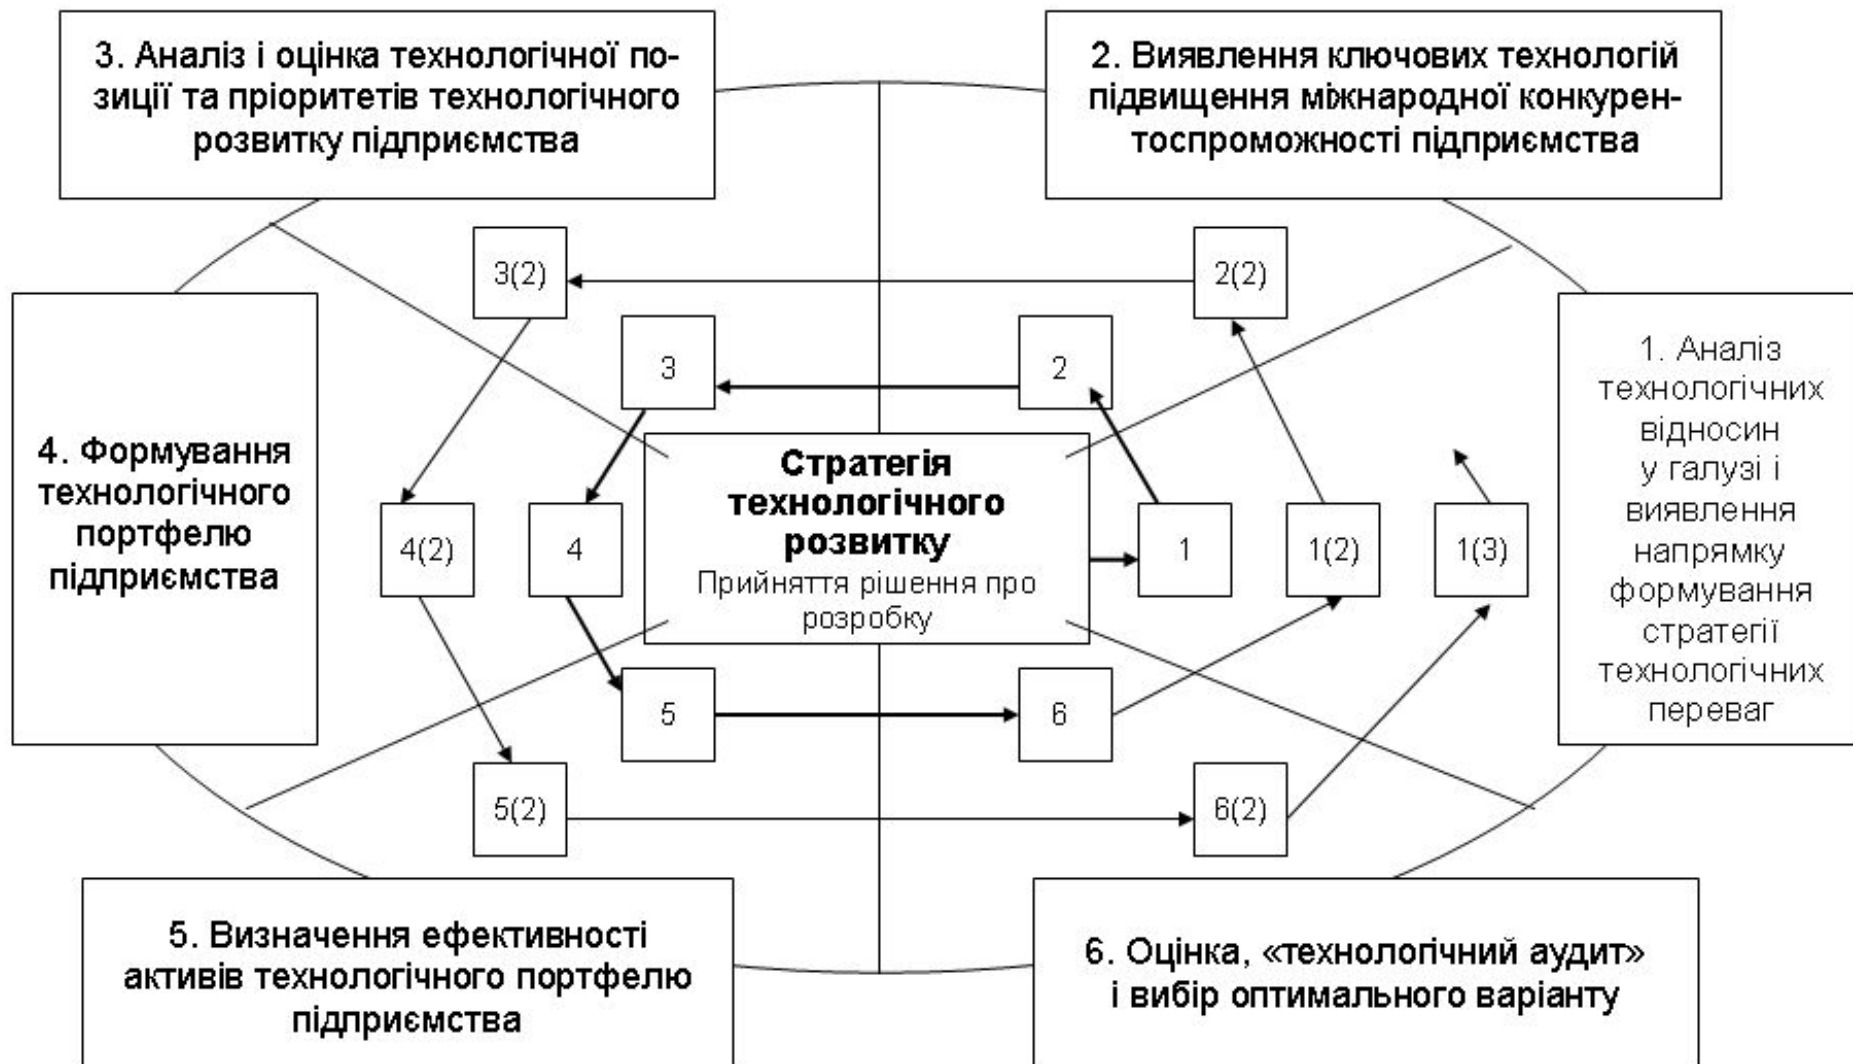 3. Аналіз і оцінка технологічної по-
зиції та пріоритетів технологічного
розвитку підприємства
2. Виявлення ключових технологій
підвищення міжнародної конкурен-
тоспроможності підприємства
3(2)
2(2)
3
2
1. Аналіз
технологічних
відносин
у галузі і
виявлення
напрямку
формування
стратегії
технологічних
переваг
4. Формування
технологічного
портфелю
підприємства
4(2)
4
Стратегія
технологічного
розвитку
Прийняття рішення про
розробку
1
1(2)
1(3)
5
6
5(2)
6(2)
5. Визначення ефективності
активів технологічного портфелю
підприємства
6. Оцінка, «технологічний аудит»
і вибір оптимального варіанту